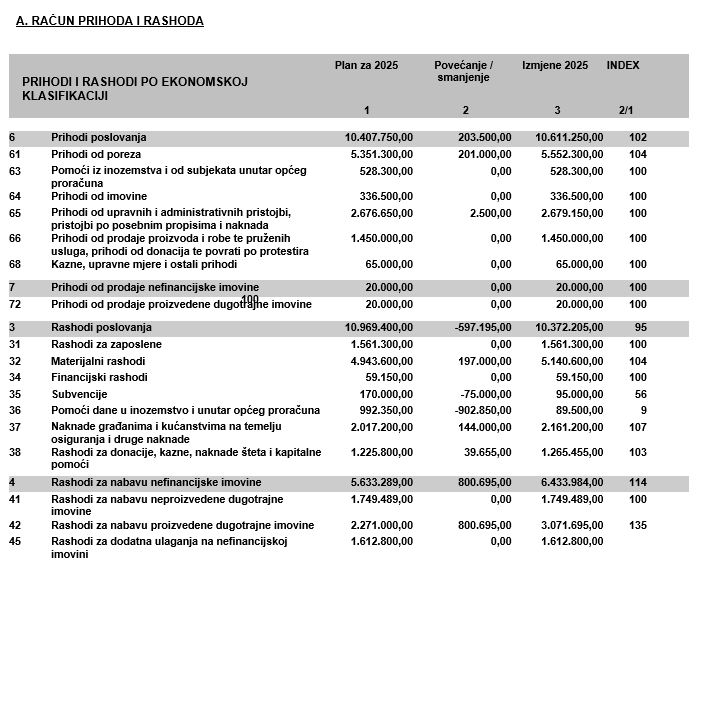 A. RAČUN PRIHODA I RASHODA
Plan za 2025 Povećanje / Izmjene 2025 INDEX
smanjenje
PRIHODI I RASHODI PO EKONOMSKOJ
KLASIFIKACIJI
1 2 3 2/1
6 Prihodi poslovanja 10.407.750,00 203.500,00 10.611.250,00 102
61 Prihodi od poreza 5.351.300,00 201.000,00 5.552.300,00 104
63 Pomoći iz inozemstva i od subjekata unutar općeg 528.300,00 0,00 528.300,00 100
proračuna
64 Prihodi od imovine 336.500,00 0,00 336.500,00 100
65 Prihodi od upravnih i administrativnih pristojbi, 2.676.650,00 2.500,00 2.679.150,00 100
pristojbi po posebnim propisima i naknada
66 Prihodi od prodaje proizvoda i robe te pruženih 1.450.000,00 0,00 1.450.000,00 100
usluga, prihodi od donacija te povrati po protestira
68 Kazne, upravne mjere i ostali prihodi 65.000,00 0,00 65.000,00 100
7 Prihodi od prodaje nefinancijske imovine 20.000,00 0,00 20.000,00 100
100
72 Prihodi od prodaje proizvedene dugotrajne imovine 20.000,00 0,00 20.000,00 100
3 Rashodi poslovanja 10.969.400,00 -597.195,00 10.372.205,00 95
31 Rashodi za zaposlene 1.561.300,00 0,00 1.561.300,00 100
32 Materijalni rashodi 4.943.600,00 197.000,00 5.140.600,00 104
34 Financijski rashodi 59.150,00 0,00 59.150,00 100
35 Subvencije 170.000,00 -75.000,00 95.000,00 56
36 Pomoći dane u inozemstvo i unutar općeg proračuna 992.350,00 -902.850,00 89.500,00 9
37 Naknade građanima i kućanstvima na temelju 2.017.200,00 144.000,00 2.161.200,00 107
osiguranja i druge naknade
38 Rashodi za donacije, kazne, naknade šteta i kapitalne 1.225.800,00 39.655,00 1.265.455,00 103
pomoći
4 Rashodi za nabavu nefinancijske imovine 5.633.289,00 800.695,00 6.433.984,00 114
41 Rashodi za nabavu neproizvedene dugotrajne 1.749.489,00 0,00 1.749.489,00 100
imovine
42 Rashodi za nabavu proizvedene dugotrajne imovine 2.271.000,00 800.695,00 3.071.695,00 135
45 Rashodi za dodatna ulaganja na nefinancijskoj 1.612.800,00 0,00 1.612.800,00
imovini